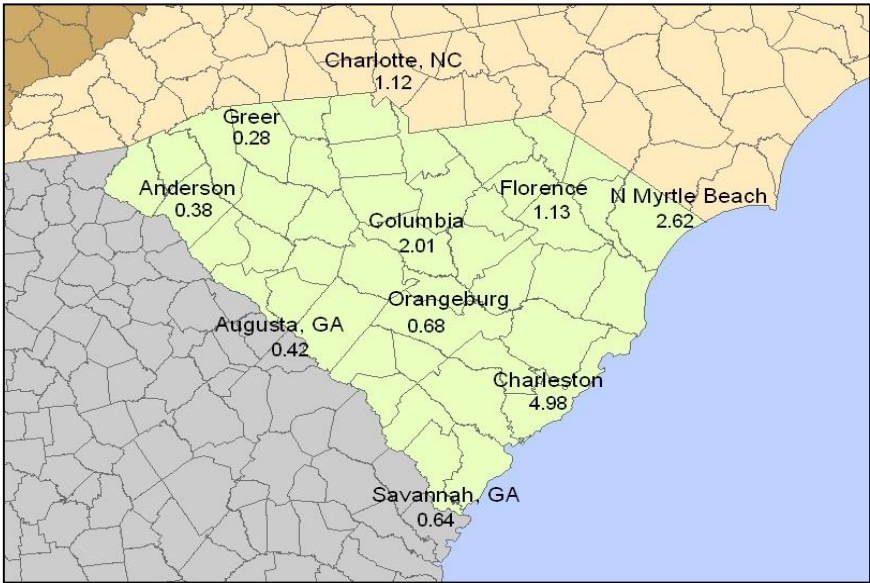 Charlotte, NC
1.12
Greer
0.28
Anderson
0.38
Florence
1.13
N Myrtle Beach
2.62
Columbia
2.01
Orangeburg
0.68
Augusta, GA
0.42
Charleston
4.98
Savannah, GA
0.64